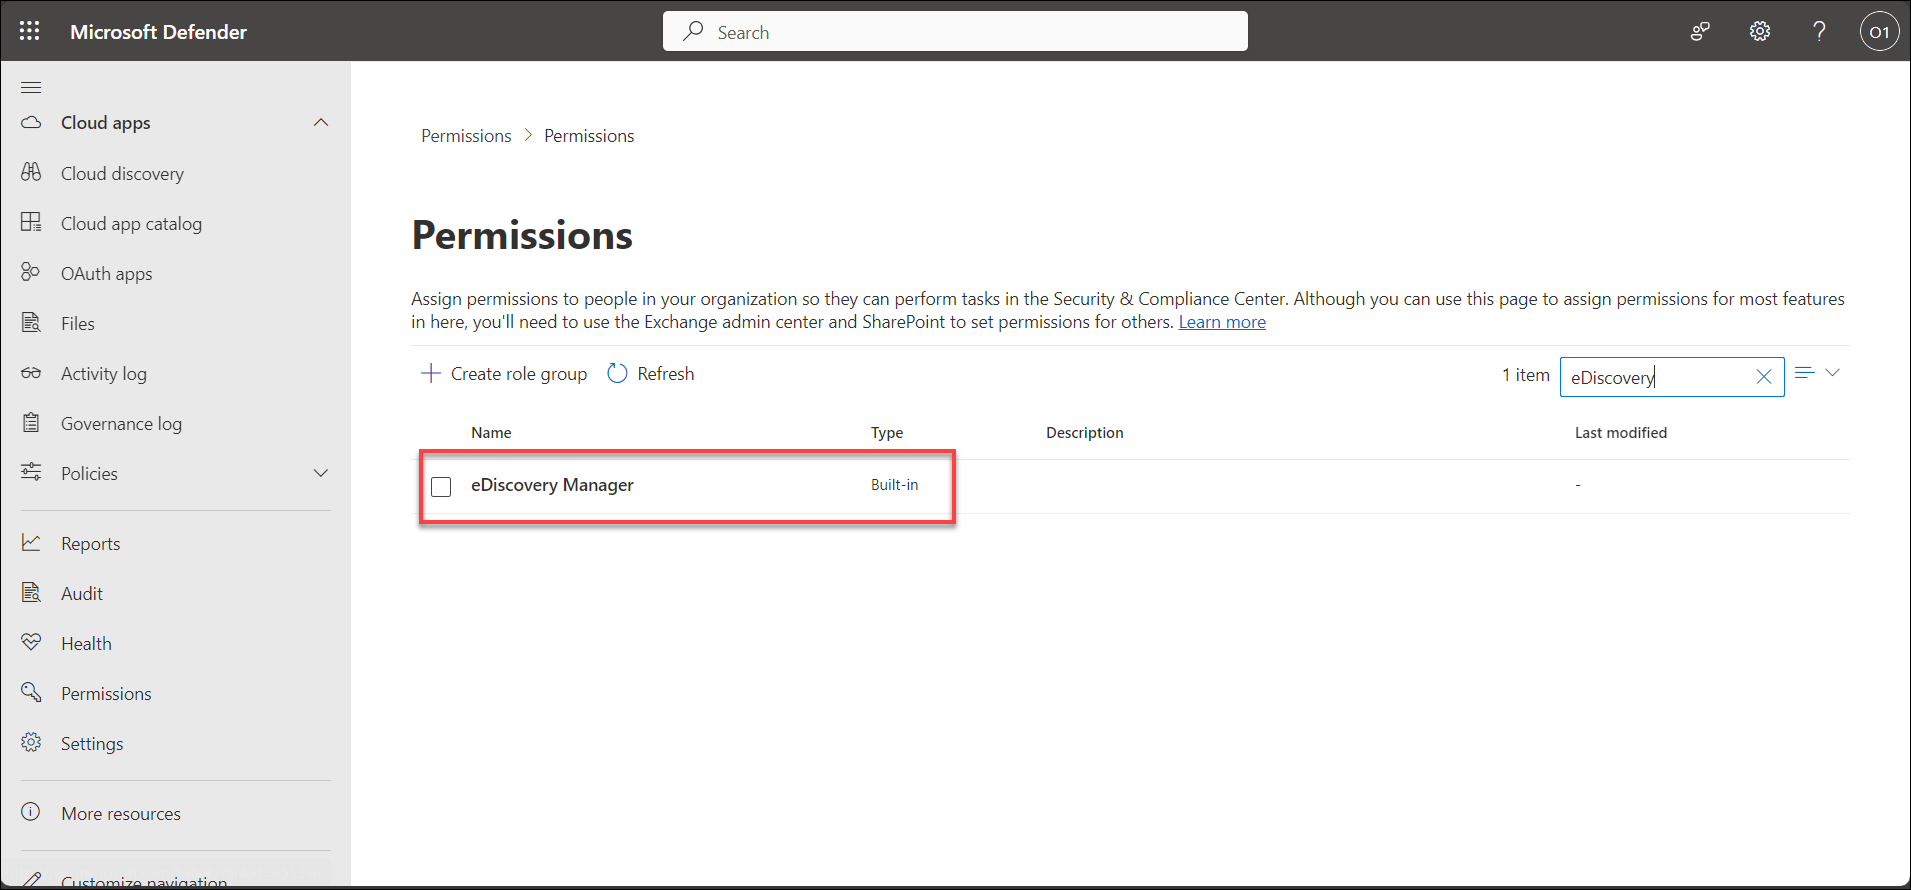 Microsoft Defender
Search
O1
Cloud apps
Cloud discovery
Cloud app catalog
OAuth apps
Files
Activity log
Governance log
Policies
Reports
Audit
Health
Permissions
Settings
More resources
Customize navigation
Permissions > Permissions
Permissions
Assign permissions to people in your organization so they can perform tasks in the Security & Compliance Center. Although you can use this page to assign permissions for most features
in here, you'll need to use the Exchange admin center and SharePoint to set permissions for others. Learn more
Create role group Refresh 1 item eDiscovery
Name Type Description Last modified
eDiscovery Manager Built-in -